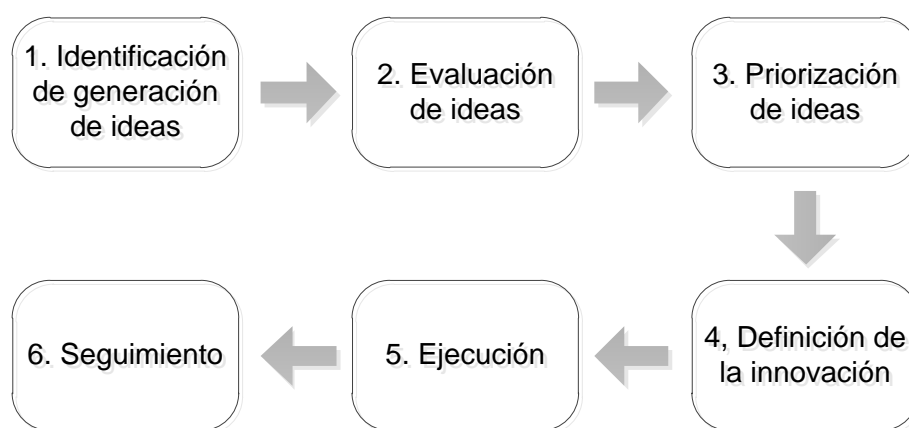 1. Identificación
de generación
de ideas
2. Evaluación
de ideas
3. Priorización
de ideas
4, Definición de
la innovación
5. Ejecución
6. Seguimiento